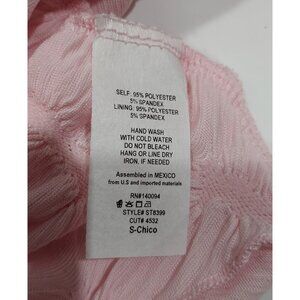 SELF: 95% POLYESTER
5% SPANDEX
LINING: 95% POLYESTER
5% SPANDEX
HAND WASH
WITH COLD WATER
DO NOT BLEACH
HANG OR LINE DRY
IRON, IF NEEDED
Assembled in MEXICO
from U.S and imported materials
RN#140094
STYLE# ST8399
CUT# 4532
S-Chico